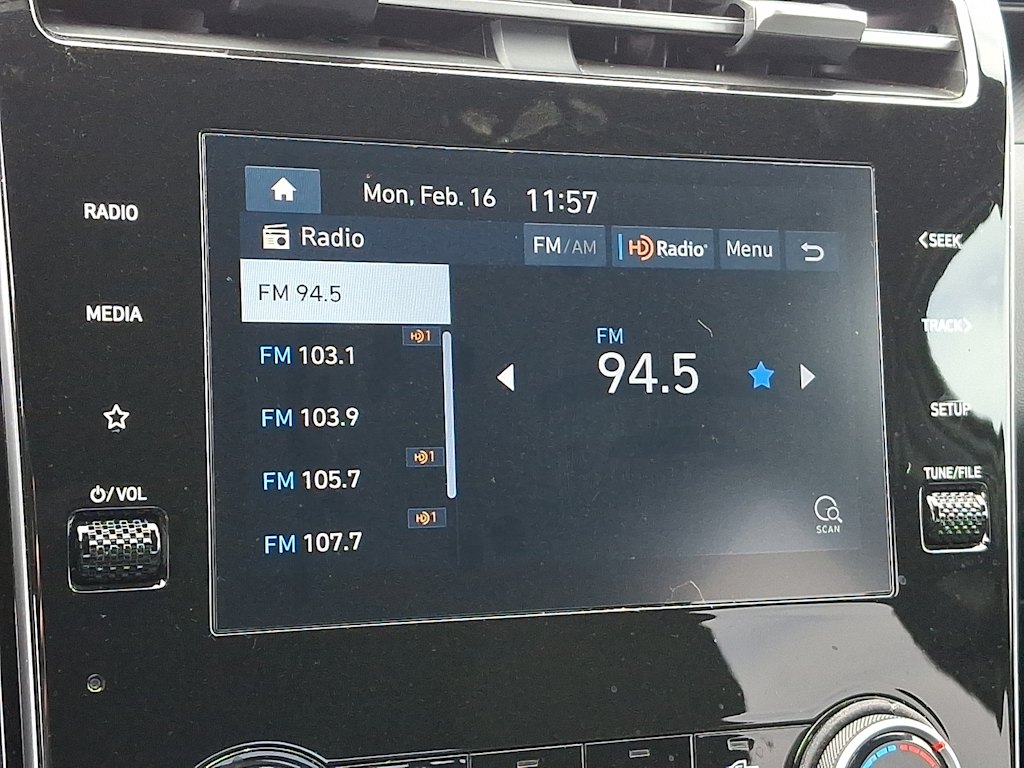 Mon, Feb. 16 11:57
RADIO
Radio
FM/AM HD Radio Menu
<SEEK
FM 94.5
MEDIA
HD1
FM 103.1
FM
94.5
TRACK>
FM 103.9
SETUP
HD1
FM 105.7
/VOL
TUNE/FILE
HD1
FM 107.7
SCAN